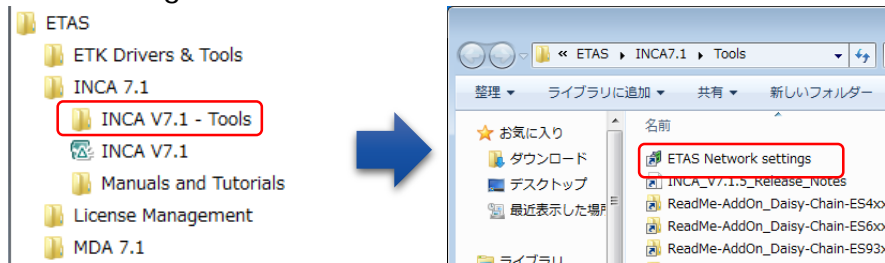 ETAS
ETK Drivers & Tools
INCA 7.1
INCA V7.1 - Tools
INCA V7.1
Manuals and Tutorials
License Management
MDA 7.1
« ETAS ▸ INCA7.1 ▸ Tools
整理 ▼ ライブラリに追加 ▼ 共有 ▼ 新しいフォルダー
お気に入り
ダウンロード
デスクトップ
最近表示した場所
ライブラリ
名前
ETAS Network settings
INCA_V7.1.5_Release_Notes
ReadMe-AddOn_Daisy-Chain-ES4xx
ReadMe-AddOn_Daisy-Chain-ES6xx
ReadMe-AddOn_Daisy-Chain-ES93x